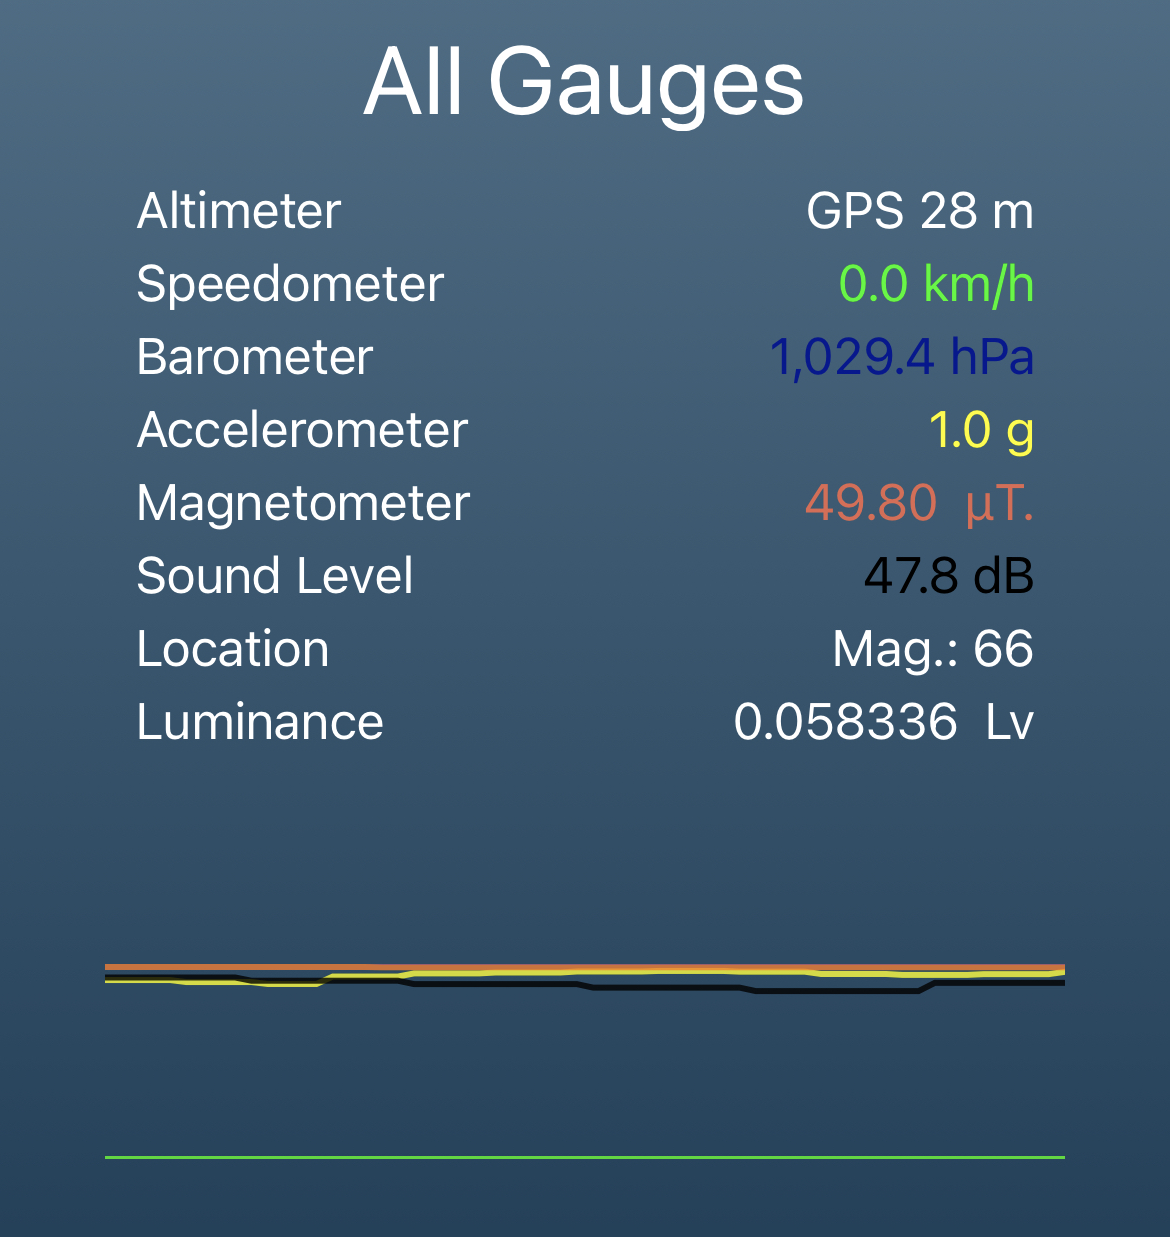 All Gauges
Altimeter GPS 28 m
Speedometer 0.0 km/h
Barometer 1,029.4 hPa
Accelerometer 1.0 g
Magnetometer 49.80 µT.
Sound Level 47.8 dB
Location Mag.: 66
Luminance 0.058336 Lv